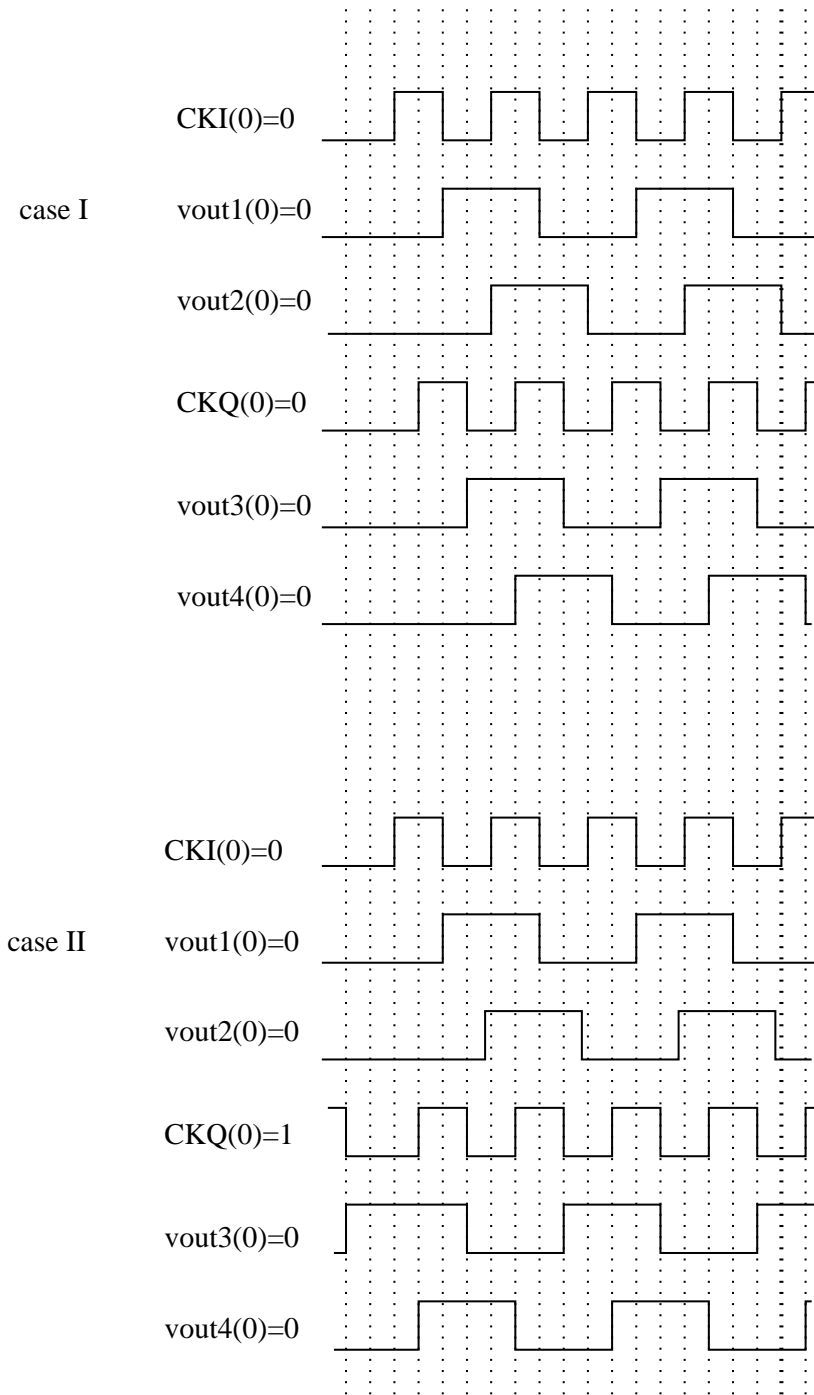 CKI(0)=0
case I vout1(0)=0
vout2(0)=0
CKQ(0)=0
vout3(0)=0
vout4(0)=0
CKI(0)=0
case II vout1(0)=0
vout2(0)=0
CKQ(0)=1
vout3(0)=0
vout4(0)=0